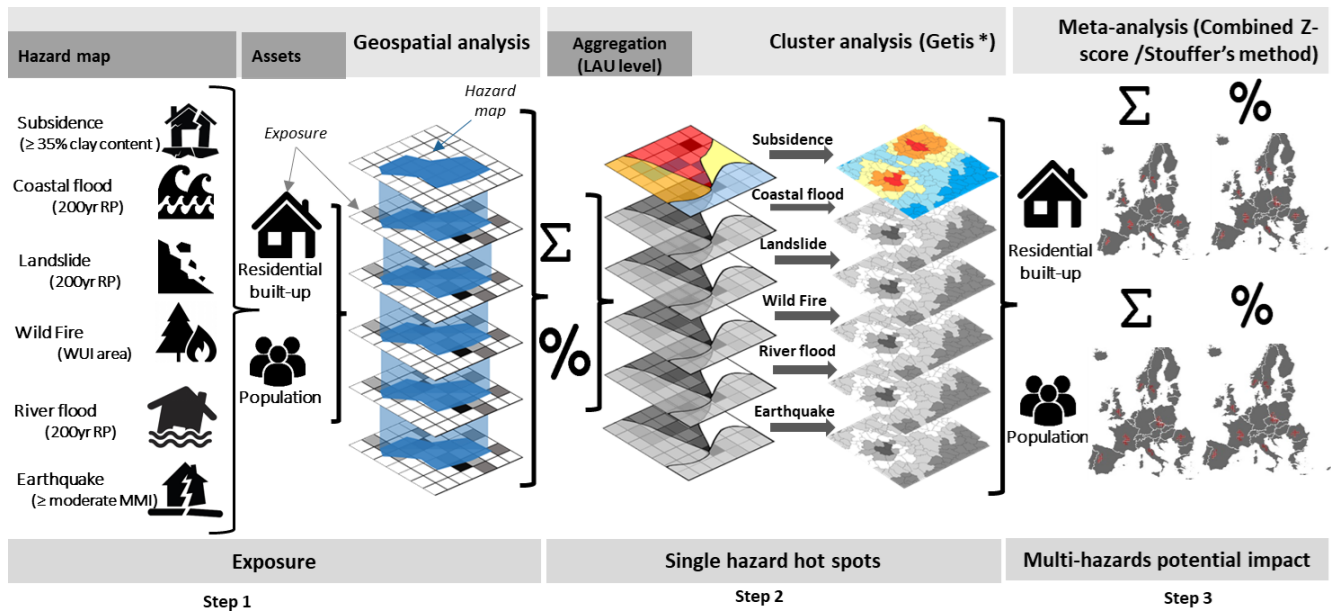 Hazard map
Assets
Geospatial analysis
Aggregation
(LAU level)
Cluster analysis (Getis *)
Meta-analysis (Combined Z-
score /Stouffer's method)
Subsidence
(≥ 35% clay content)
Coastal flood
(200yr RP)
Landslide
(200yr RP)
Wild Fire
(WUI area)
River flood
(200yr RP)
Earthquake
(≥ moderate MMI)
Exposure
Hazard
map
Residential
built-up
Population
Σ
%
Subsidence
Coastal flood
Landslide
Wild Fire
River flood
Earthquake
Σ %
Residential
built-up
Σ %
Population
Exposure
Single hazard hot spots
Multi-hazards potential impact
Step 1
Step 2
Step 3